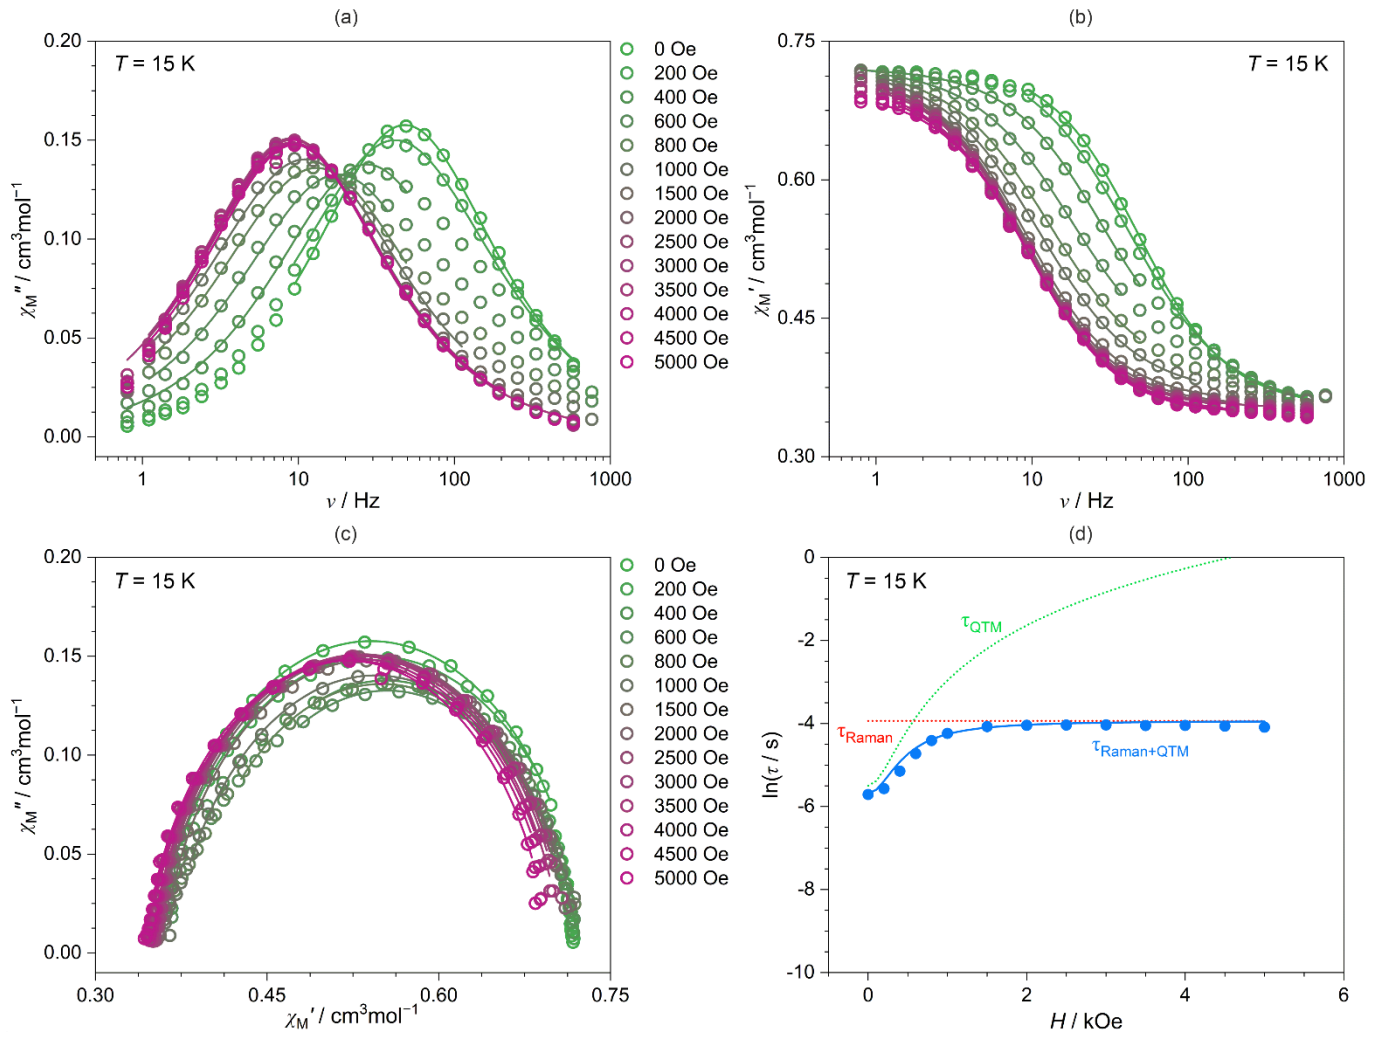 (a)
0.20
0.15
0.10
0.05
0.00
T = 15 K
χM″ / cm³mol⁻¹
1
10
100
1000
ν / Hz
0 Oe
200 Oe
400 Oe
600 Oe
800 Oe
1000 Oe
1500 Oe
2000 Oe
2500 Oe
3000 Oe
3500 Oe
4000 Oe
4500 Oe
5000 Oe
(b)
0.75
0.60
0.45
0.30
T = 15 K
χM′ / cm³mol⁻¹
1
10
100
1000
ν / Hz
(c)
0.20
0.15
0.10
0.05
0.00
T = 15 K
χM″ / cm³mol⁻¹
0.30
0.45
0.60
0.75
χM′ / cm³mol⁻¹
0 Oe
200 Oe
400 Oe
600 Oe
800 Oe
1000 Oe
1500 Oe
2000 Oe
2500 Oe
3000 Oe
3500 Oe
4000 Oe
4500 Oe
5000 Oe
(d)
0
-2
-4
-6
-8
-10
T = 15 K
τQTM
τRaman
τRaman+QTM
ln(τ / s)
0
2
4
6
H / kOe